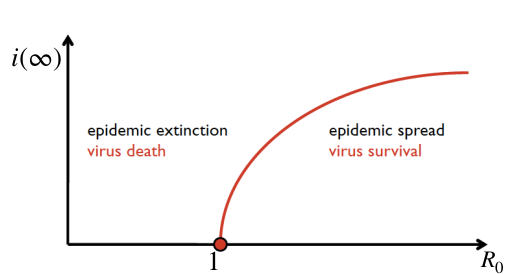 i(∞)
epidemic extinction
virus death
epidemic spread
virus survival
1
R₀